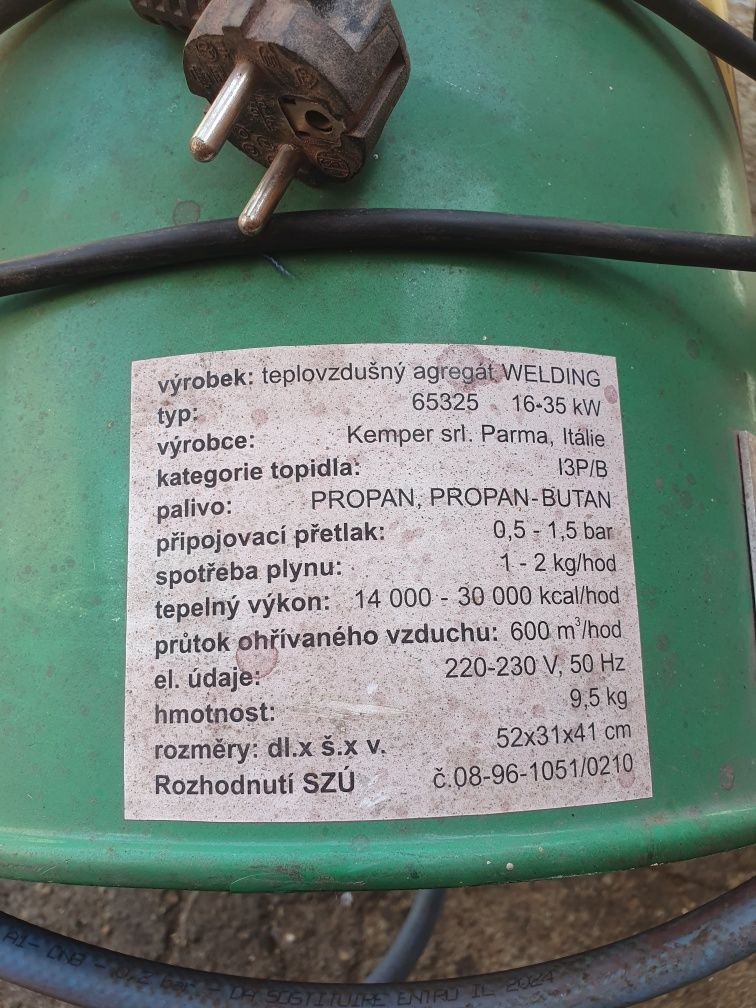 výrobek: teplovzdušný agregát WELDING
typ: 65325 16-35 kW
výrobce: Kemper srl. Parma, Itálie
kategorie topidla: I3P/B
palivo: PROPAN, PROPAN-BUTAN
připojovací přetlak: 0,5 - 1,5 bar
spotřeba plynu: 1 - 2 kg/hod
tepelný výkon: 14 000 - 30 000 kcal/hod
průtok ohřívaného vzduchu: 600 m³/hod
el. údaje: 220-230 V, 50 Hz
hmotnost: 9,5 kg
rozměry: dl.x š.x v. 52x31x41 cm
Rozhodnutí SZÚ č.08-96-1051/0210
DA SOSTITUIRE ENTRO IL 2024